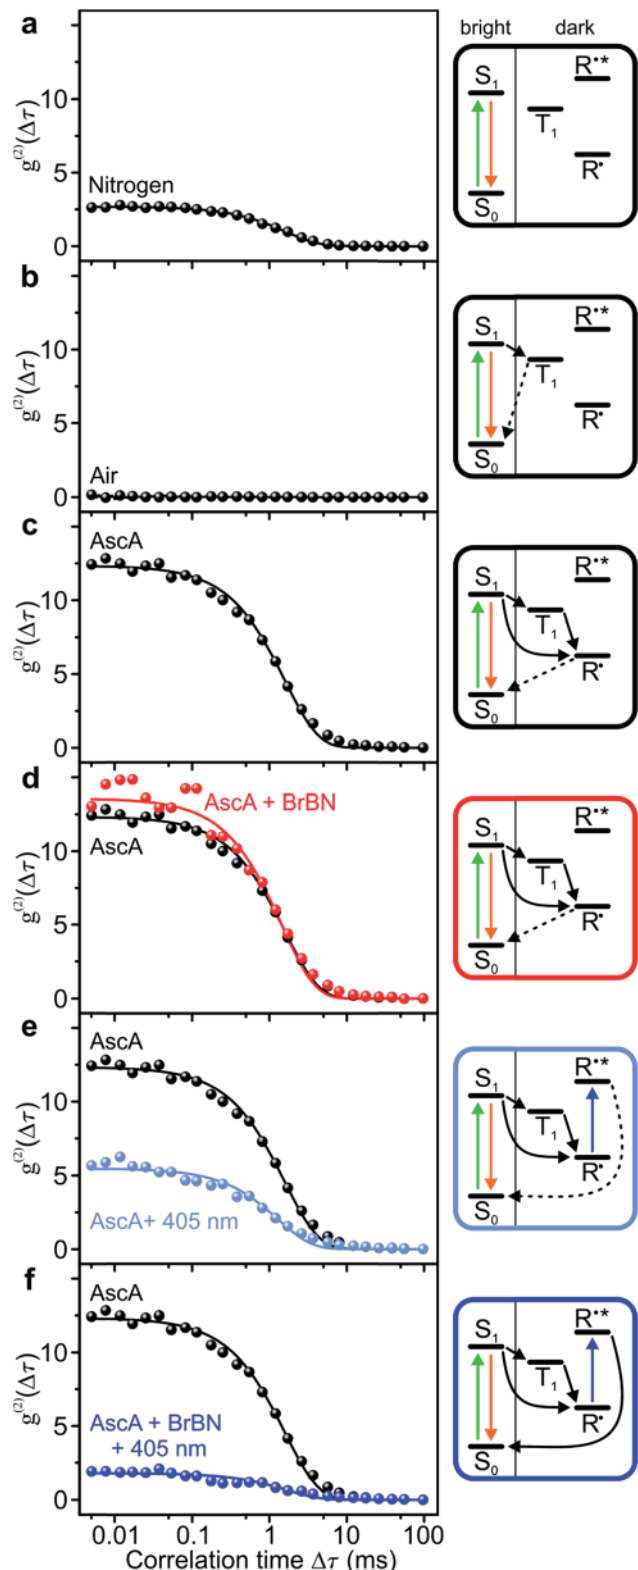 a
bright dark
g⁽²⁾(Δτ)
10
5
0
Nitrogen
S₁
R•*
T₁
R•
S₀
b
g⁽²⁾(Δτ)
10
5
0
Air
S₁
R•*
T₁
R•
S₀
c
g⁽²⁾(Δτ)
10
5
0
AscA
S₁
R•*
T₁
R•
S₀
d
g⁽²⁾(Δτ)
10
5
0
AscA + BrBN
AscA
S₁
R•*
T₁
R•
S₀
e
g⁽²⁾(Δτ)
10
5
0
AscA
AscA+ 405 nm
S₁
R•*
T₁
R•
S₀
f
g⁽²⁾(Δτ)
10
5
0
AscA
AscA + BrBN
+ 405 nm
S₁
R•*
T₁
R•
S₀
0.01 0.1 1 10 100
Correlation time Δτ (ms)